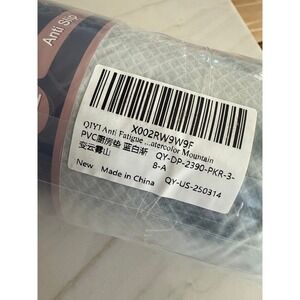 Anti Slip
X002RW9W9F
QIYI Anti Fatigue ...atercolor Mountain
PVC厨房垫 蓝白渐 QY-DP-2390-PKR-3-
变云雾山 8-A
New Made in China QY-US-250314